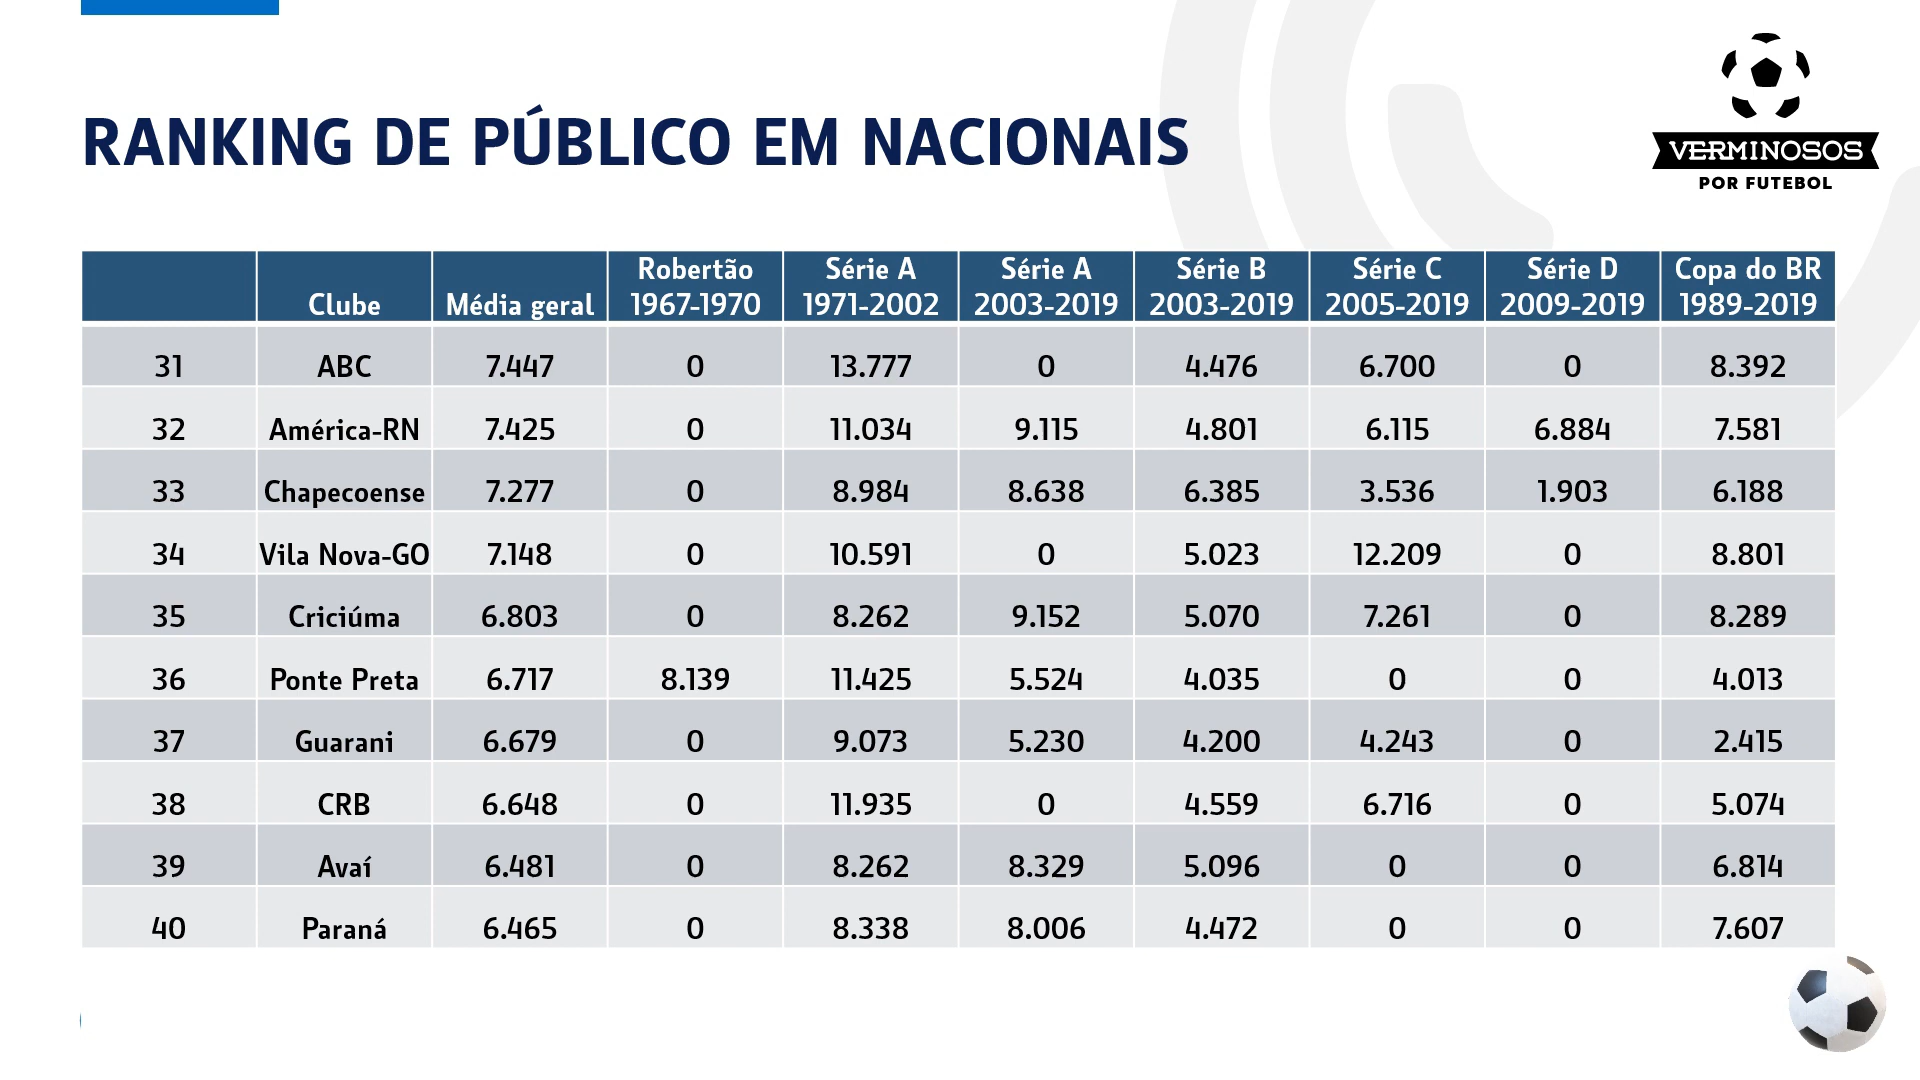 RANKING DE PÚBLICO EM NACIONAIS
VERMINOSOS
POR FUTEBOL
Clube Média geral Robertão 1967-1970 Série A 1971-2002 Série A 2003-2019 Série B 2003-2019 Série C 2005-2019 Série D 2009-2019 Copa do BR 1989-2019
31 ABC 7.447 0 13.777 0 4.476 6.700 0 8.392
32 América-RN 7.425 0 11.034 9.115 4.801 6.115 6.884 7.581
33 Chapecoense 7.277 0 8.984 8.638 6.385 3.536 1.903 6.188
34 Vila Nova-GO 7.148 0 10.591 0 5.023 12.209 0 8.801
35 Criciúma 6.803 0 8.262 9.152 5.070 7.261 0 8.289
36 Ponte Preta 6.717 8.139 11.425 5.524 4.035 0 0 4.013
37 Guarani 6.679 0 9.073 5.230 4.200 4.243 0 2.415
38 CRB 6.648 0 11.935 0 4.559 6.716 0 5.074
39 Avaí 6.481 0 8.262 8.329 5.096 0 0 6.814
40 Paraná 6.465 0 8.338 8.006 4.472 0 0 7.607